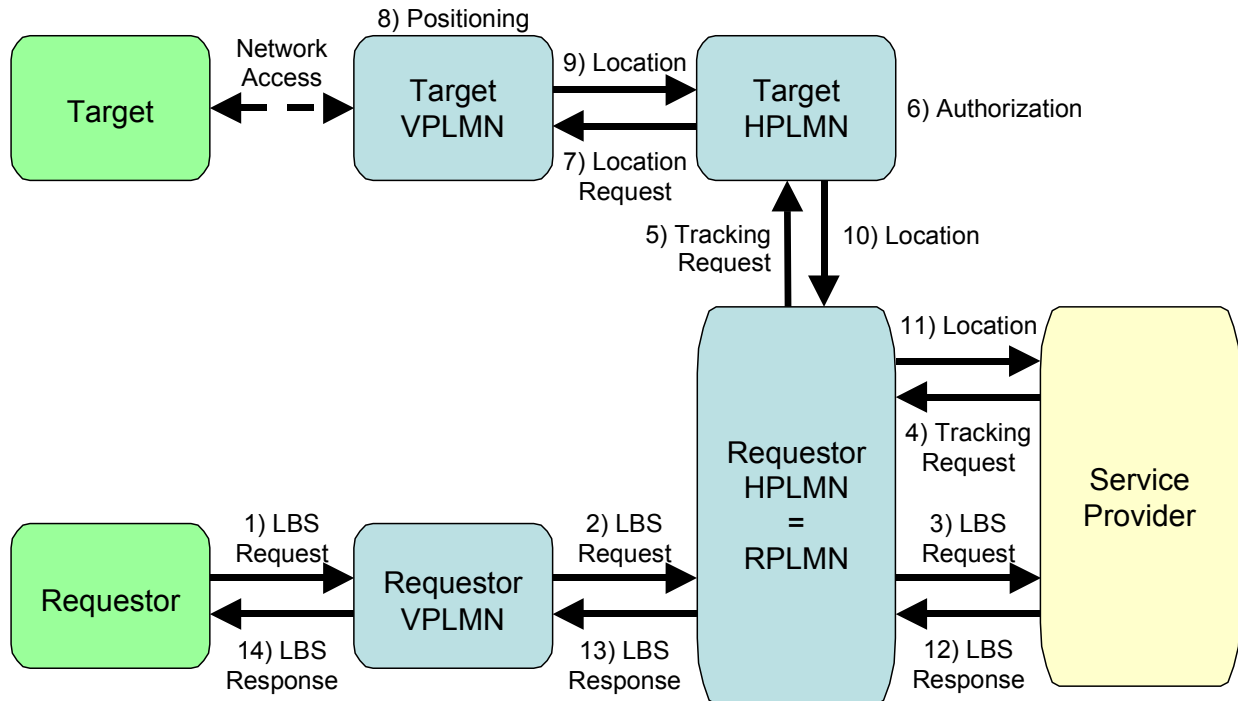 8) Positioning
Network
Access
9) Location
Target
Target
VPLMN
Target
HPLMN
6) Authorization
7) Location
Request
5) Tracking
Request
10) Location
11) Location
4) Tracking
Request
Requestor
HPLMN
=
RPLMN
Service
Provider
1) LBS
Request
2) LBS
Request
3) LBS
Request
Requestor
Requestor
VPLMN
14) LBS
Response
13) LBS
Response
12) LBS
Response